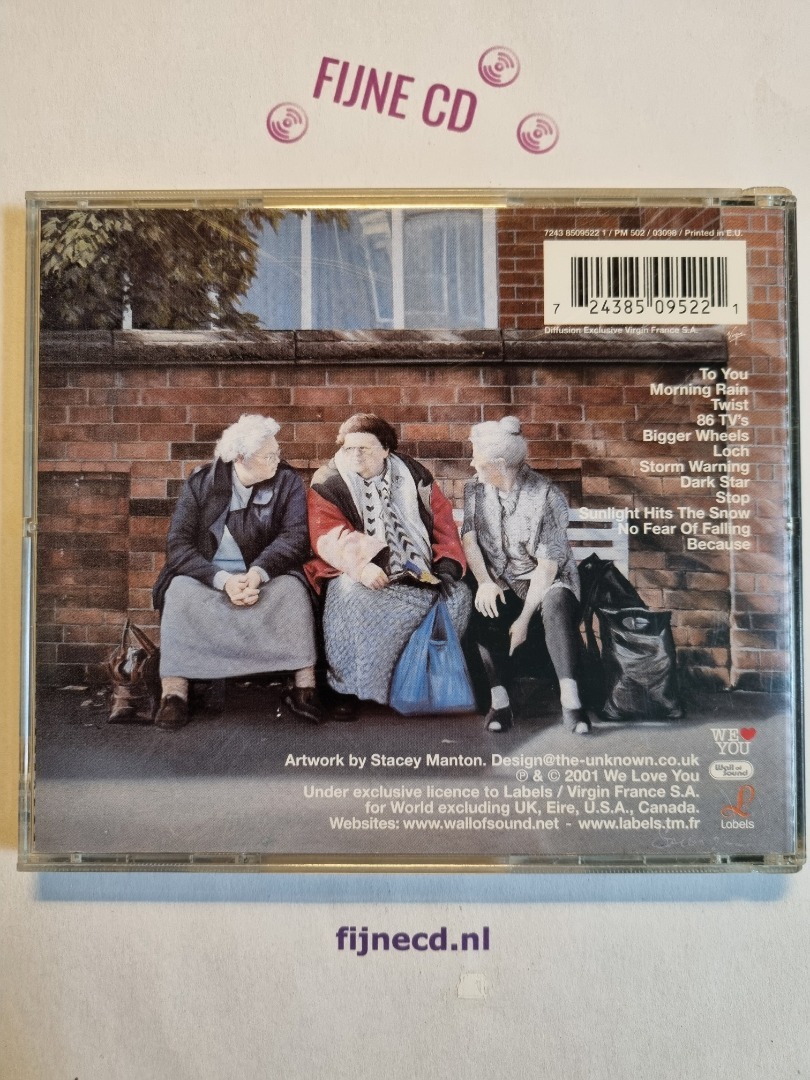 FIJNE CD
7243 8509522 1 / PM 502 / 03098 / Printed in E.U.
7 24385 09522 1
Diffusion Exclusive Virgin France S.A.
Virgin
To You
Morning Rain
Twist
86 TV's
Bigger Wheels
Loch
Storm Warning
Dark Star
Stop
Sunlight Hits The Snow
No Fear Of Falling
Because
WE
YOU
Artwork by Stacey Manton. Design@the-unknown.co.uk
℗ & © 2001 We Love You
Wall of Sound
Under exclusive licence to Labels / Virgin France S.A.
for World excluding UK, Eire, U.S.A., Canada.
Websites: www.wallofsound.net - www.labels.tm.fr
L
Labels
fijnecd.nl